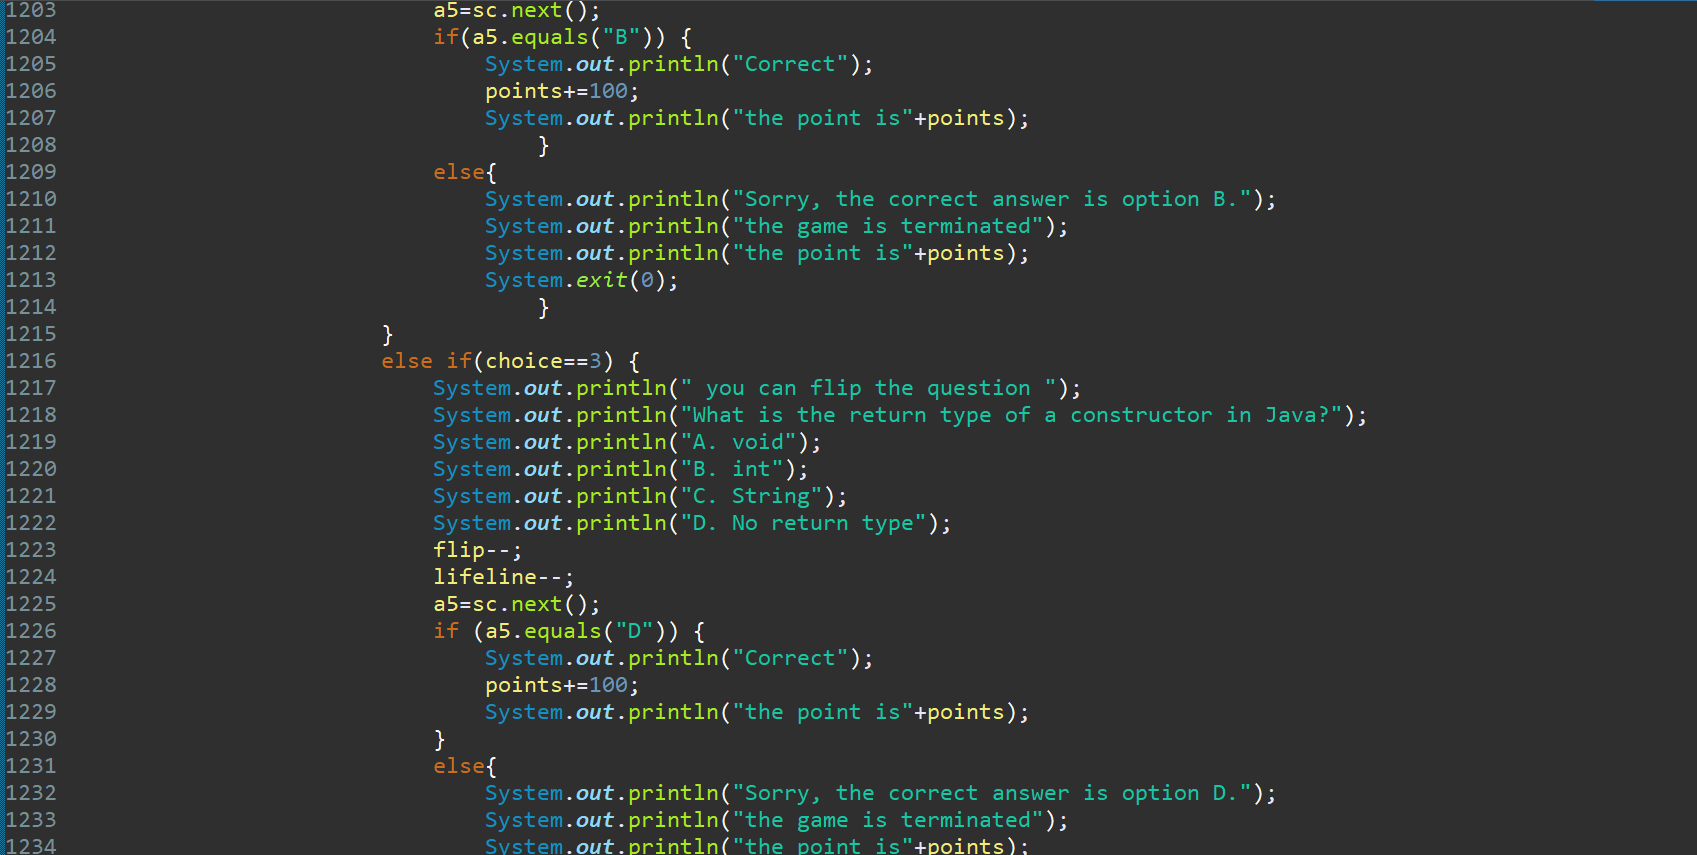 1203 a5=sc.next();
1204 if(a5.equals("B")) {
1205 System.out.println("Correct");
1206 points+=100;
1207 System.out.println("the point is"+points);
1208 }
1209 else{
1210 System.out.println("Sorry, the correct answer is option B.");
1211 System.out.println("the game is terminated");
1212 System.out.println("the point is"+points);
1213 System.exit(0);
1214 }
1215 }
1216 else if(choice==3) {
1217 System.out.println(" you can flip the question ");
1218 System.out.println("What is the return type of a constructor in Java?");
1219 System.out.println("A. void");
1220 System.out.println("B. int");
1221 System.out.println("C. String");
1222 System.out.println("D. No return type");
1223 flip--;
1224 lifeline--;
1225 a5=sc.next();
1226 if (a5.equals("D")) {
1227 System.out.println("Correct");
1228 points+=100;
1229 System.out.println("the point is"+points);
1230 }
1231 else{
1232 System.out.println("Sorry, the correct answer is option D.");
1233 System.out.println("the game is terminated");
1234 System.out.println("the point is"+points);